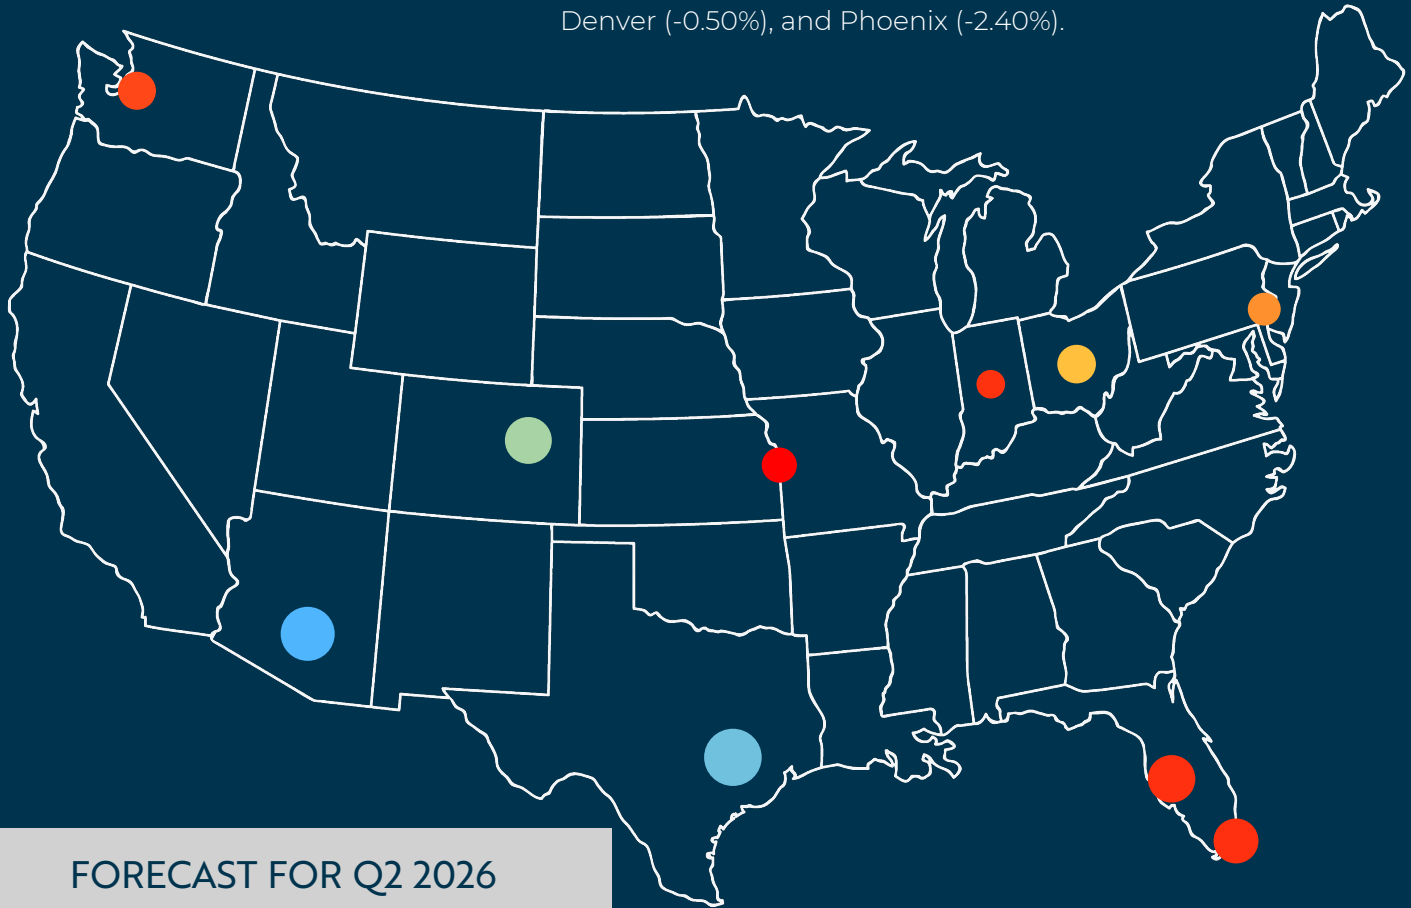 Denver (-0.50%), and Phoenix (-2.40%).
FORECAST FOR Q2 2026